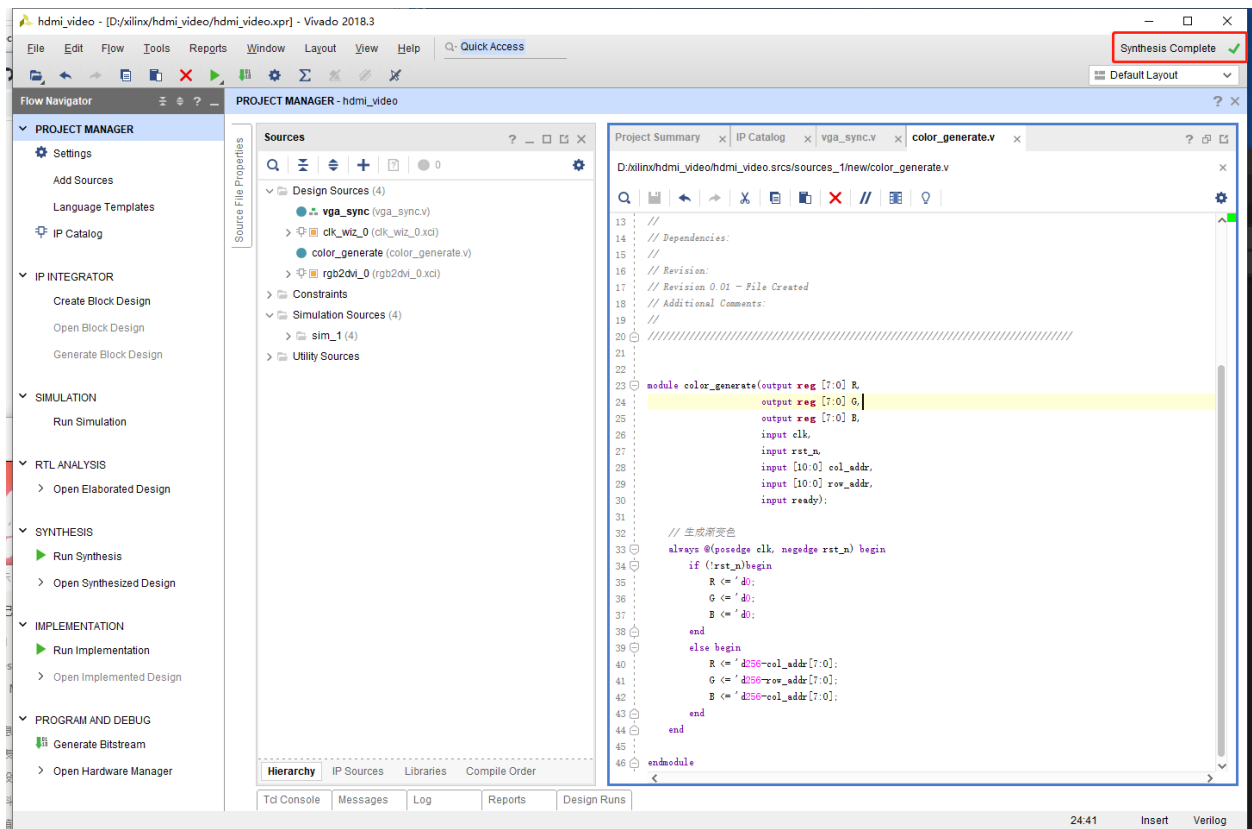 hdmi_video - [D:/xilinx/hdmi_video/hdmi_video.xpr] - Vivado 2018.3
File Edit Flow Tools Reports Window Layout View Help Quick Access
Synthesis Complete
Default Layout
Flow Navigator
PROJECT MANAGER
Settings
Add Sources
Language Templates
IP Catalog
IP INTEGRATOR
Create Block Design
Open Block Design
Generate Block Design
SIMULATION
Run Simulation
RTL ANALYSIS
Open Elaborated Design
SYNTHESIS
Run Synthesis
Open Synthesized Design
IMPLEMENTATION
Run Implementation
Open Implemented Design
PROGRAM AND DEBUG
Generate Bitstream
Open Hardware Manager
PROJECT MANAGER - hdmi_video
Source File Properties
Sources
0
Design Sources (4)
vga_sync (vga_sync.v)
clk_wiz_0 (clk_wiz_0.xci)
color_generate (color_generate.v)
rgb2dvi_0 (rgb2dvi_0.xci)
Constraints
Simulation Sources (4)
sim_1 (4)
Utility Sources
Hierarchy IP Sources Libraries Compile Order
Project Summary IP Catalog vga_sync.v color_generate.v
D:/xilinx/hdmi_video/hdmi_video.srcs/sources_1/new/color_generate.v
13 //
14 // Dependencies:
15 //
16 // Revision:
17 // Revision 0.01 - File Created
18 // Additional Comments:
19 //
20 //////////////////////////////////////////////////////////////////////////////////
21
22
23 module color_generate(output reg [7:0] R,
24 output reg [7:0] G,
25 output reg [7:0] B,
26 input clk,
27 input rst_n,
28 input [10:0] col_addr,
29 input [10:0] row_addr,
30 input ready);
31
32 // 生成渐变色
33 always @(posedge clk, negedge rst_n) begin
34 if (!rst_n)begin
35 R <= 'd0;
36 G <= 'd0;
37 B <= 'd0;
38 end
39 else begin
40 R <= 'd256-col_addr[7:0];
41 G <= 'd256-row_addr[7:0];
42 B <= 'd256-col_addr[7:0];
43 end
44 end
45
46 endmodule
Tcl Console Messages Log Reports Design Runs
24:41 Insert Verilog